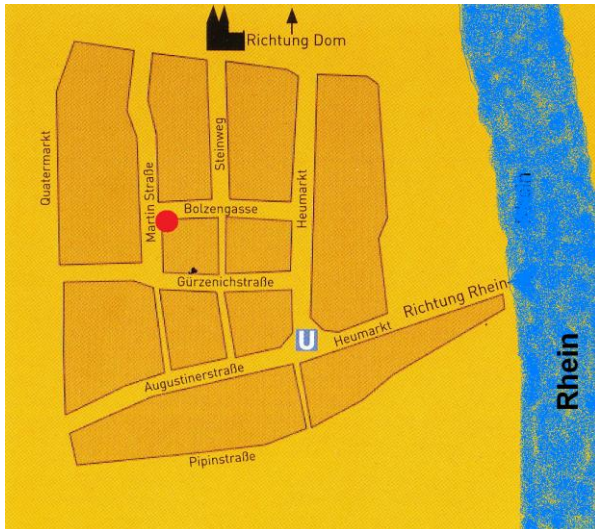 Richtung Dom
Quatermarkt
Martin Straße
Steinweg
Heumarkt
Bolzengasse
Gürzenichstraße
Richtung Rhein
Heumarkt
U
Augustinerstraße
Pipinstraße
Rhein